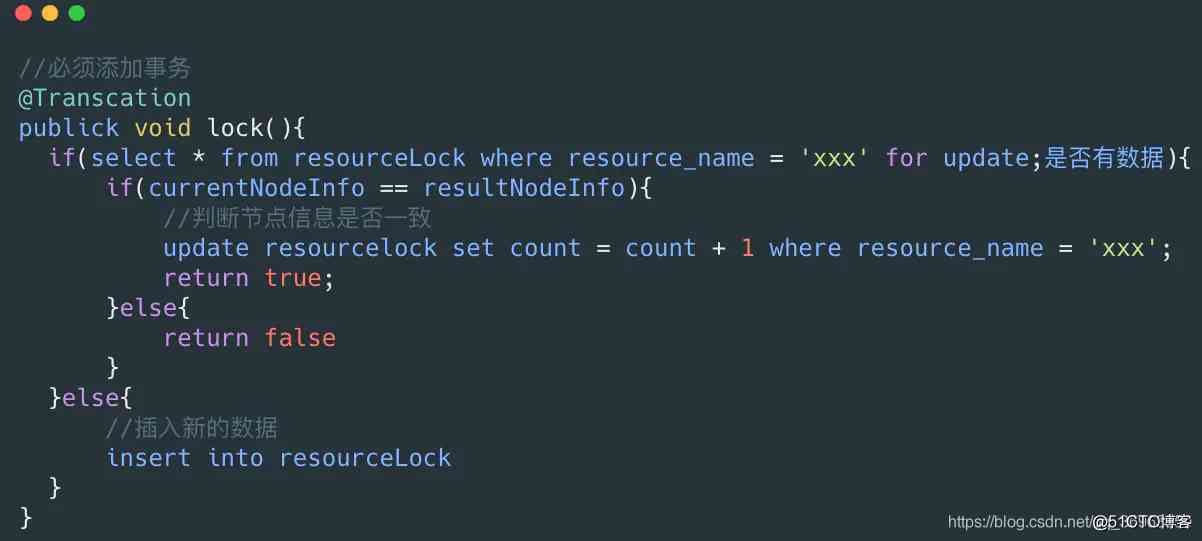 //必须添加事务
@Transcation
publick void lock(){
if(select * from resourceLock where resource_name = 'xxx' for update;是否有数据){
if(currentNodeInfo == resultNodeInfo){
//判断节点信息是否一致
update resourcelock set count = count + 1 where resource_name = 'xxx';
return true;
}else{
return false
}
}else{
//插入新的数据
insert into resourceLock
}
}
https://blog.csdn.net/
@51CTO博客